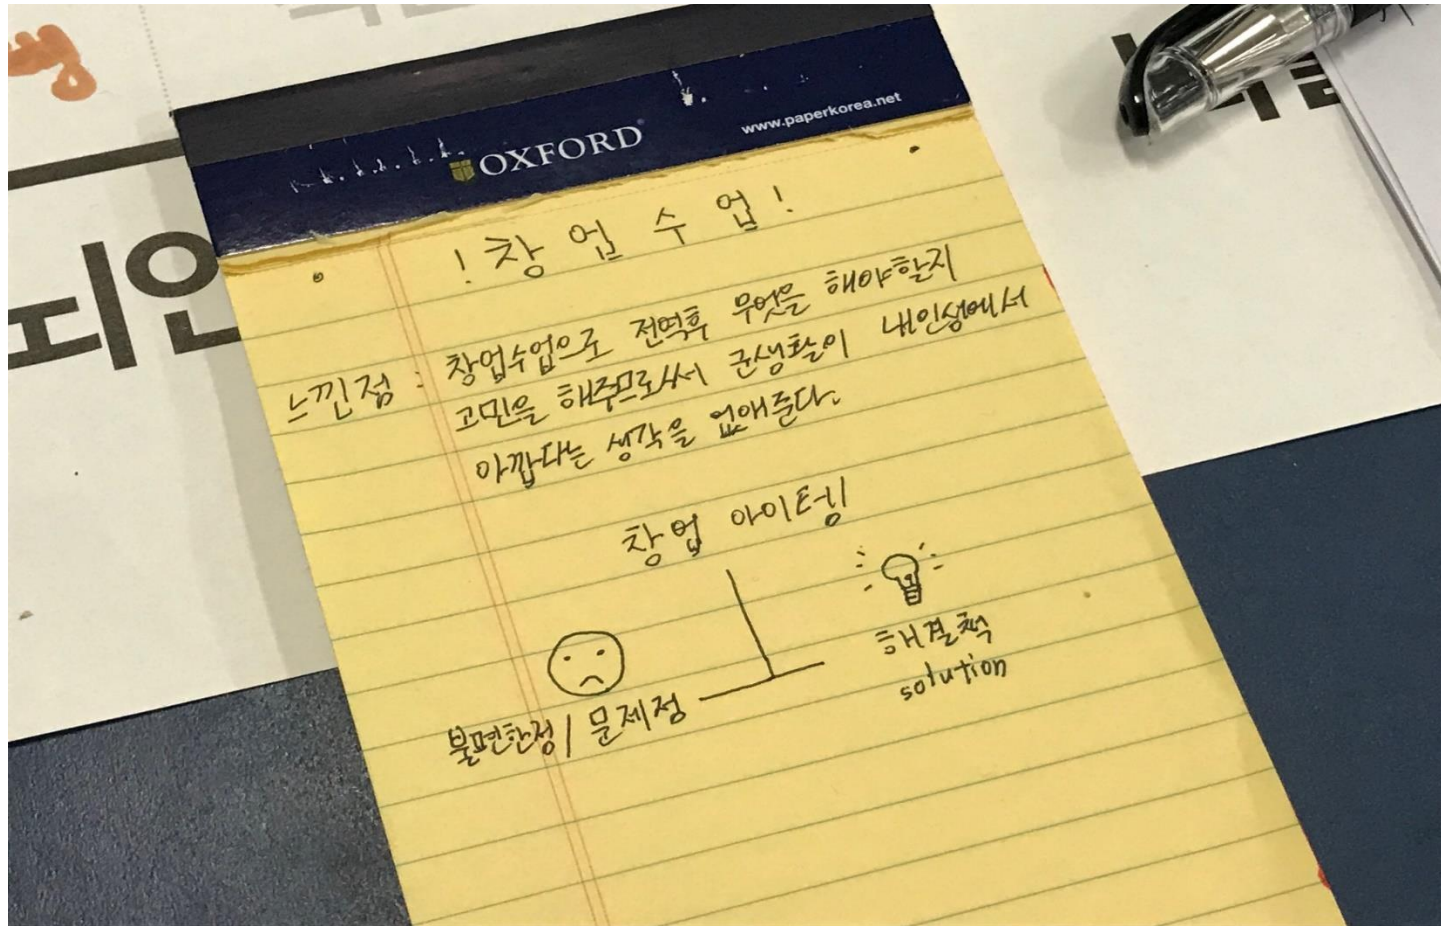 OXFORD
www.paperkorea.net
! 창 업 수 업 !
느낀점 : 창업수업으로 전역후 무엇을 해야할지
고민을 해주므로써 군생활이 내인생에서
아깝다는 생각을 없애준다.
창업 아이템
불편한점 / 문제점
해결책
solution
되인